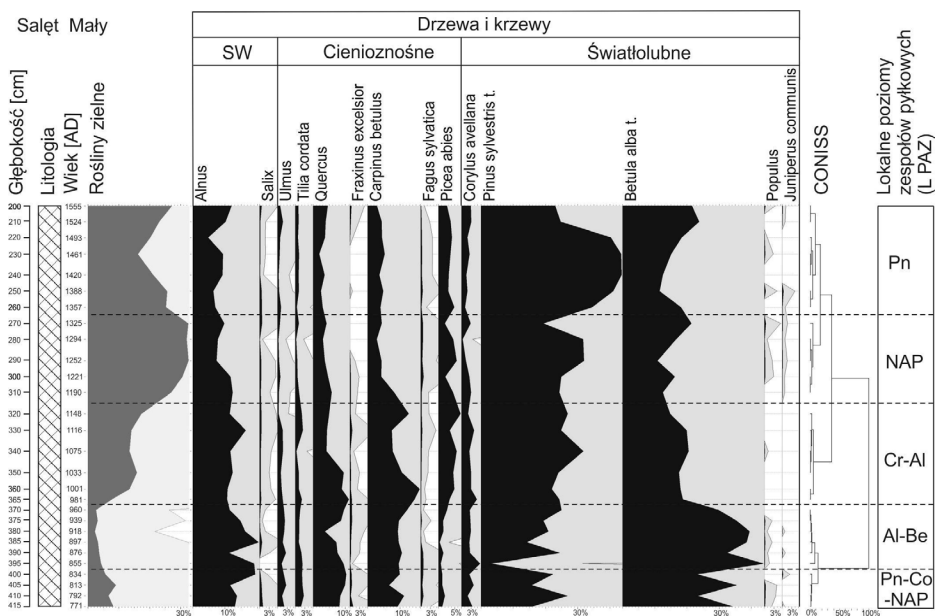 Salęt Mały
Drzewa i krzewy
SW
Cienioznośne
Światłolubne
Głębokość [cm]
Litologia
Wiek [AD]
Rośliny zielne
Alnus
Salix
Ulmus
Tilia cordata
Quercus
Fraxinus excelsior
Carpinus betulus
Fagus sylvatica
Picea abies
Corylus avellana
Pinus sylvestris t.
Betula alba t.
Populus
Juniperus communis
CONISS
Lokalne poziomy
zespołów pyłkowych
(L PAZ)
200 1555
210 1524
220 1493
230 1461
240 1420
250 1388
260 1357
270 1325
280 1294
290 1252
300 1221
310 1190
320 1148
330 1116
340 1075
350 1033
360 1001
365 981
370 960
375 939
380 918
385 897
390 876
395 855
400 834
405 813
410 792
415 771
Pn
NAP
Cr-Al
Al-Be
Pn-Co
-NAP
30% 10% 3% 3% 3% 10% 3% 10% 3% 5% 3% 30% 30% 3% 3% 0% 50% 100%